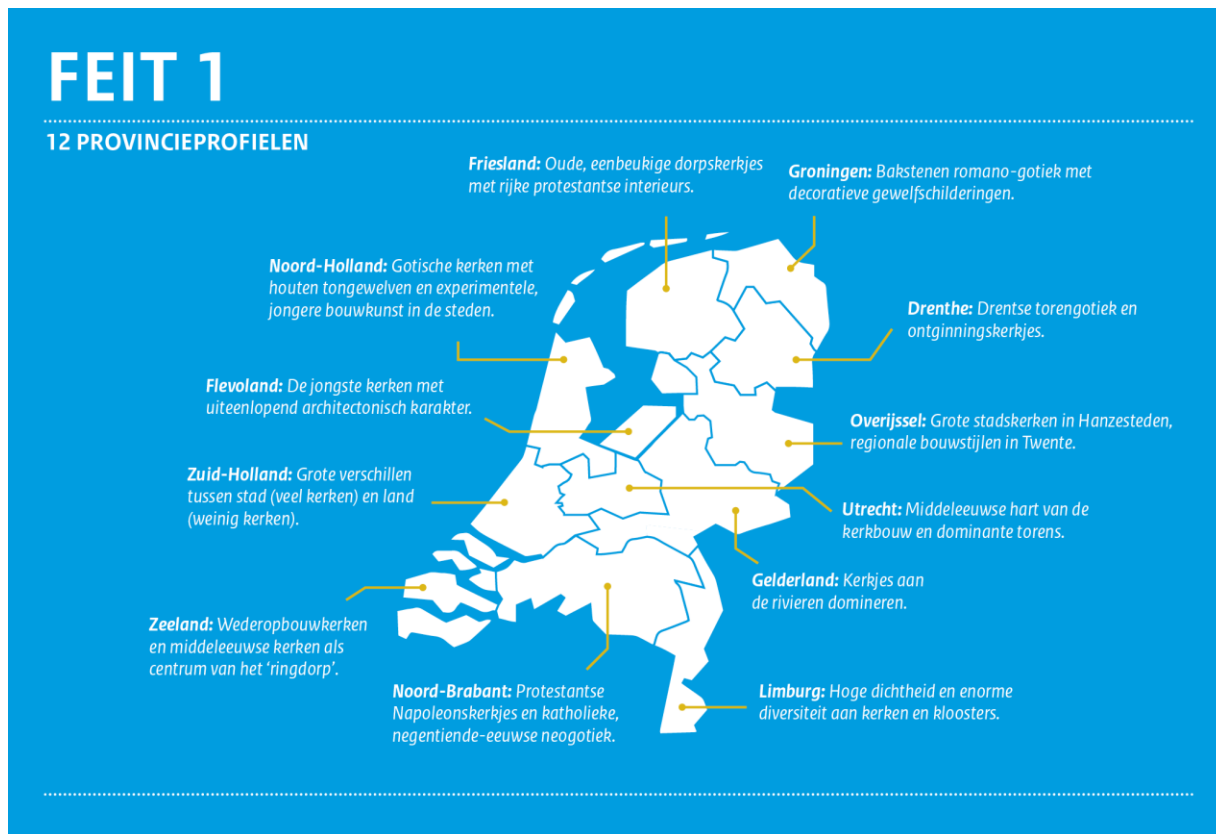 FEIT 1
12 PROVINCIEPROFIELEN
Friesland: Oude, eenbeukige dorpskerkjes
met rijke protestantse interieurs.
Groningen: Bakstenen romano-gotiek met
decoratieve gewelfschilderingen.
Noord-Holland: Gotische kerken met
houten tongewelven en experimentele,
jongere bouwkunst in de steden.
Drenthe: Drentse torengotiek en
ontginningskerkjes.
Flevoland: De jongste kerken met
uiteenlopend architectonisch karakter.
Overijssel: Grote stadskerken in Hanzesteden,
regionale bouwstijlen in Twente.
Zuid-Holland: Grote verschillen
tussen stad (veel kerken) en land
(weinig kerken).
Utrecht: Middeleeuwse hart van de
kerkbouw en dominante torens.
Gelderland: Kerkjes aan
de rivieren domineren.
Zeeland: Wederopbouwkerken
en middeleeuwse kerken als
centrum van het ‘ringdorp’.
Noord-Brabant: Protestantse
Napoleonskerkjes en katholieke,
negentiende-eeuwse neogotiek.
Limburg: Hoge dichtheid en enorme
diversiteit aan kerken en kloosters.